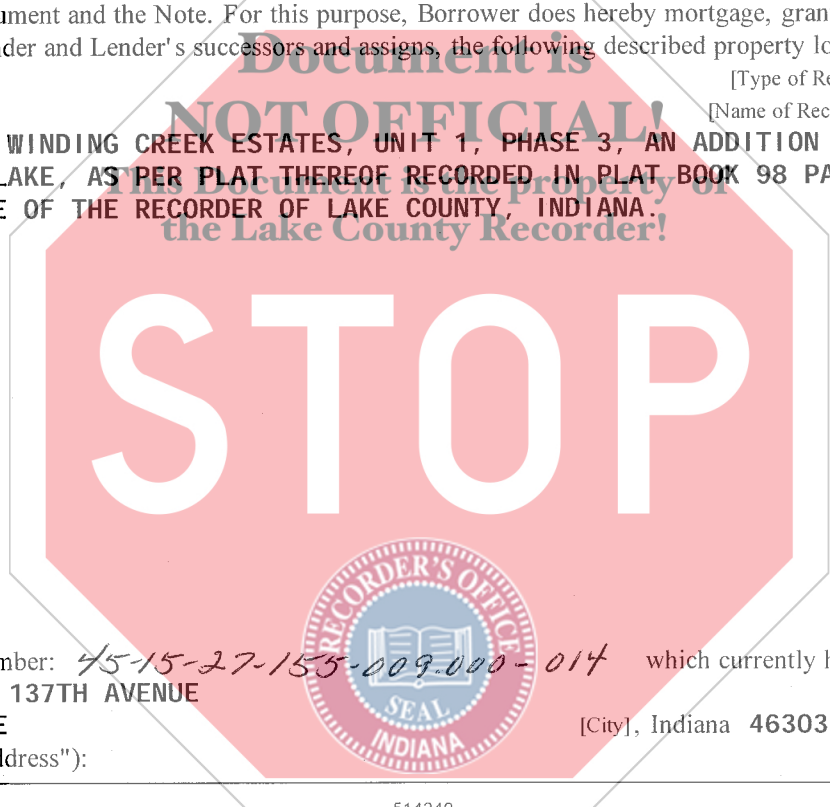 ument and the Note. For this purpose, Borrower does hereby mortgage, gran
nder and Lender's successors and assigns, the following described property lo
Document is
[Type of Re
NOT OFFICIAL!
[Name of Rec
WINDING CREEK ESTATES, UNIT 1, PHASE 3, AN ADDITION
LAKE, AS PER PLAT THEREOF RECORDED IN PLAT BOOK 98 PA
This Document is the property of
E OF THE RECORDER OF LAKE COUNTY, INDIANA.
the Lake County Recorder!
STOP
RECORDER'S OFFICE
mber: 45-15-27-155-009.000-014 which currently h
137TH AVENUE
SEAL
E [City], Indiana 46303
INDIANA
ddress"):